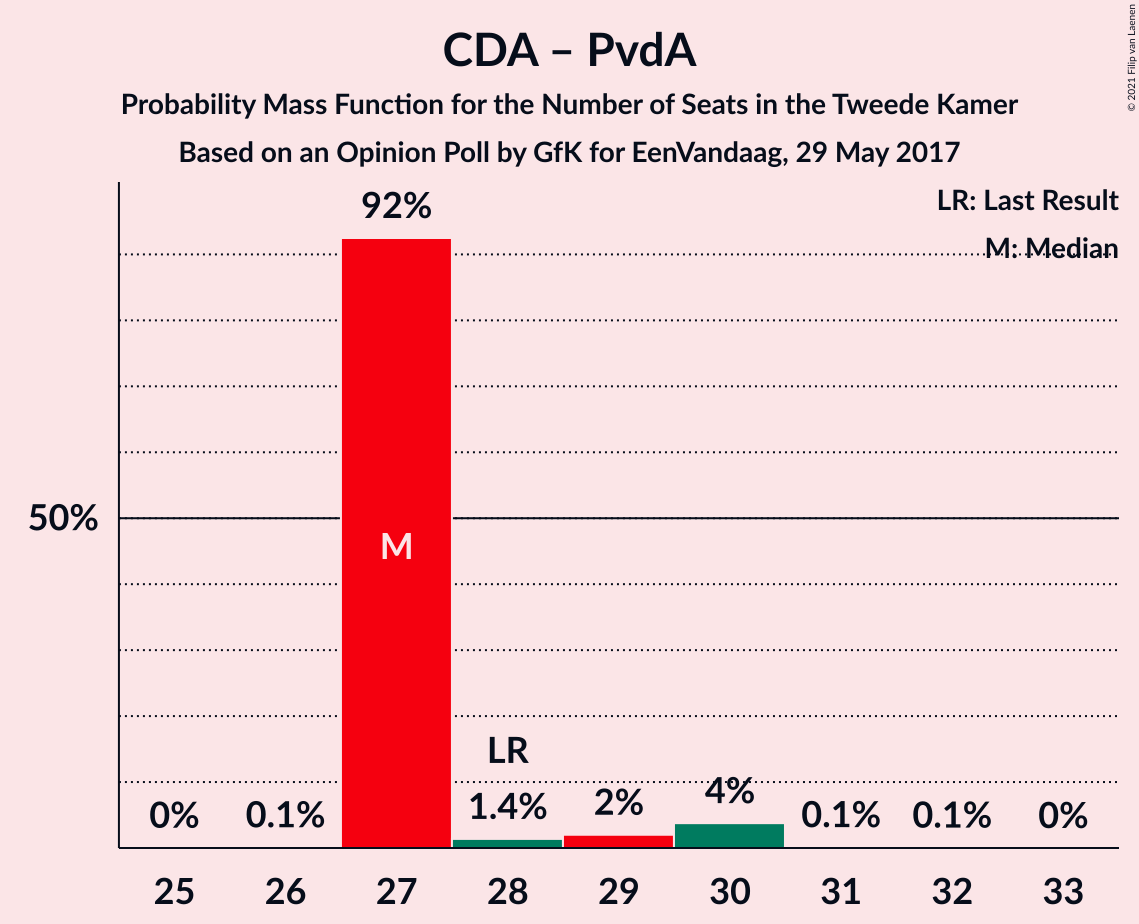 CDA – PvdA
Probability Mass Function for the Number of Seats in the Tweede Kamer
Based on an Opinion Poll by GfK for EenVandaag, 29 May 2017
© 2021 Filip van Laenen
LR: Last Result
M: Median
92%
50%
M
LR
0%
0.1%
1.4%
2%
4%
0.1%
0.1%
0%
25 26 27 28 29 30 31 32 33